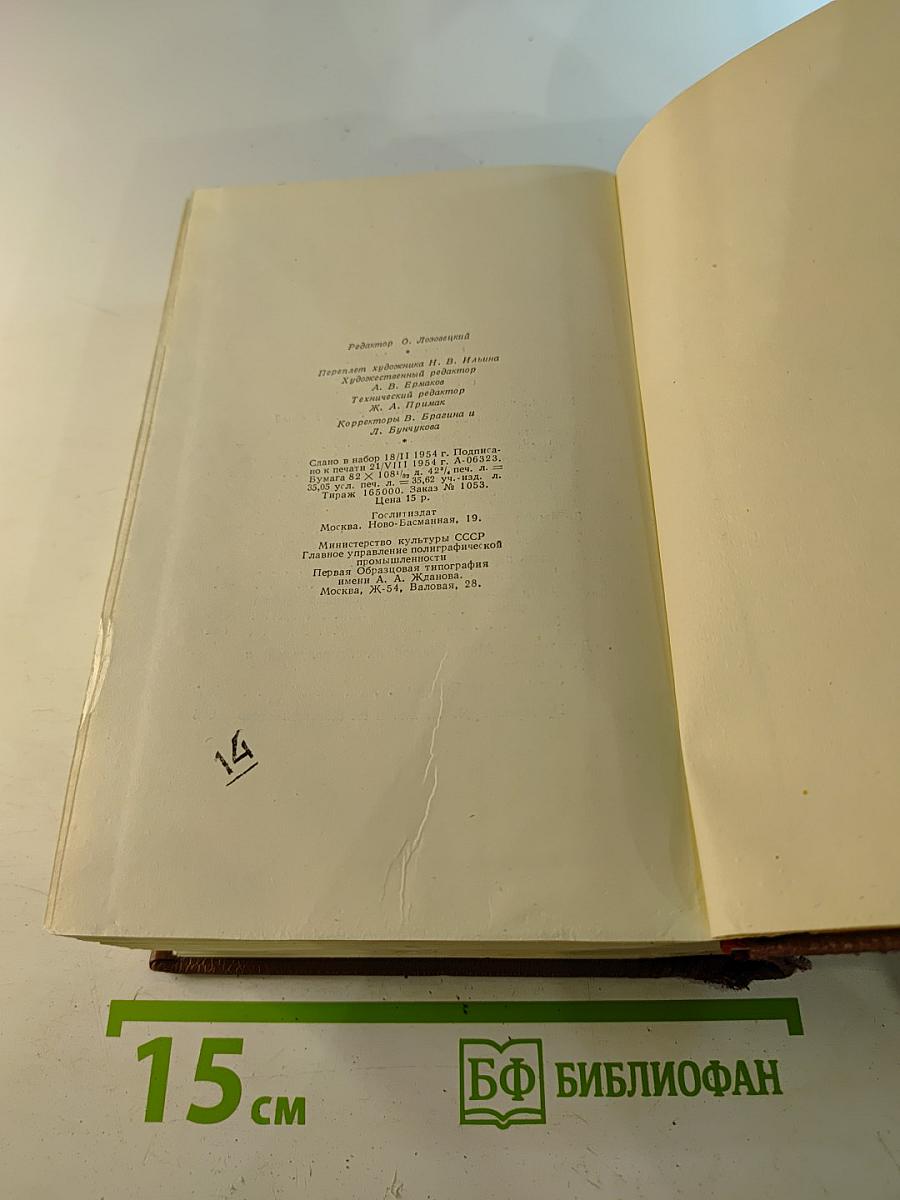 Редактор О. Лозовецкий
*
Переплет художника Н. В. Ильина
Художественный редактор
А. В. Ермаков
Технический редактор
Ж. А. Примак
Корректоры В. Брагина и
Л. Бунчукова
*
Сдано в набор 18/II 1954 г. Подписа-
но к печати 21/VIII 1954 г. А-06323.
Бумага 82 × 108¹/₃₂ д. 42³/₄ печ. л. =
35,05 усл. печ. л. = 35,62 уч.-изд. л.
Тираж 165000. Заказ № 1053.
Цена 15 р.
Гослитиздат
Москва. Ново-Басманная, 19.
Министерство культуры СССР
Главное управление полиграфической
промышленности
Первая Образцовая типография
имени А. А. Жданова.
Москва, Ж-54, Валовая, 28.
14
15 см
БФ БИБЛИОФАН